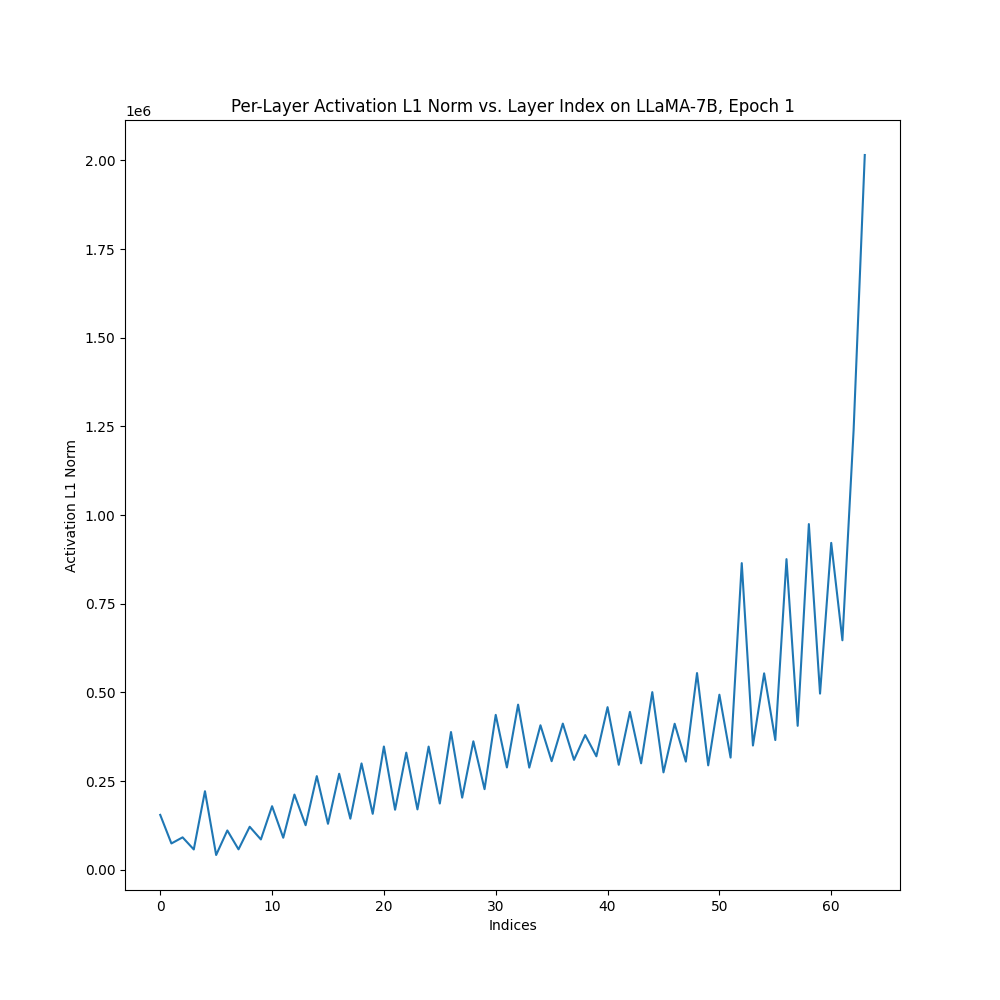 Per-Layer Activation L1 Norm vs. Layer Index on LLaMA-7B, Epoch 1
1e6
2.00
1.75
1.50
1.25
1.00
0.75
0.50
0.25
0.00
Activation L1 Norm
0 10 20 30 40 50 60
Indices